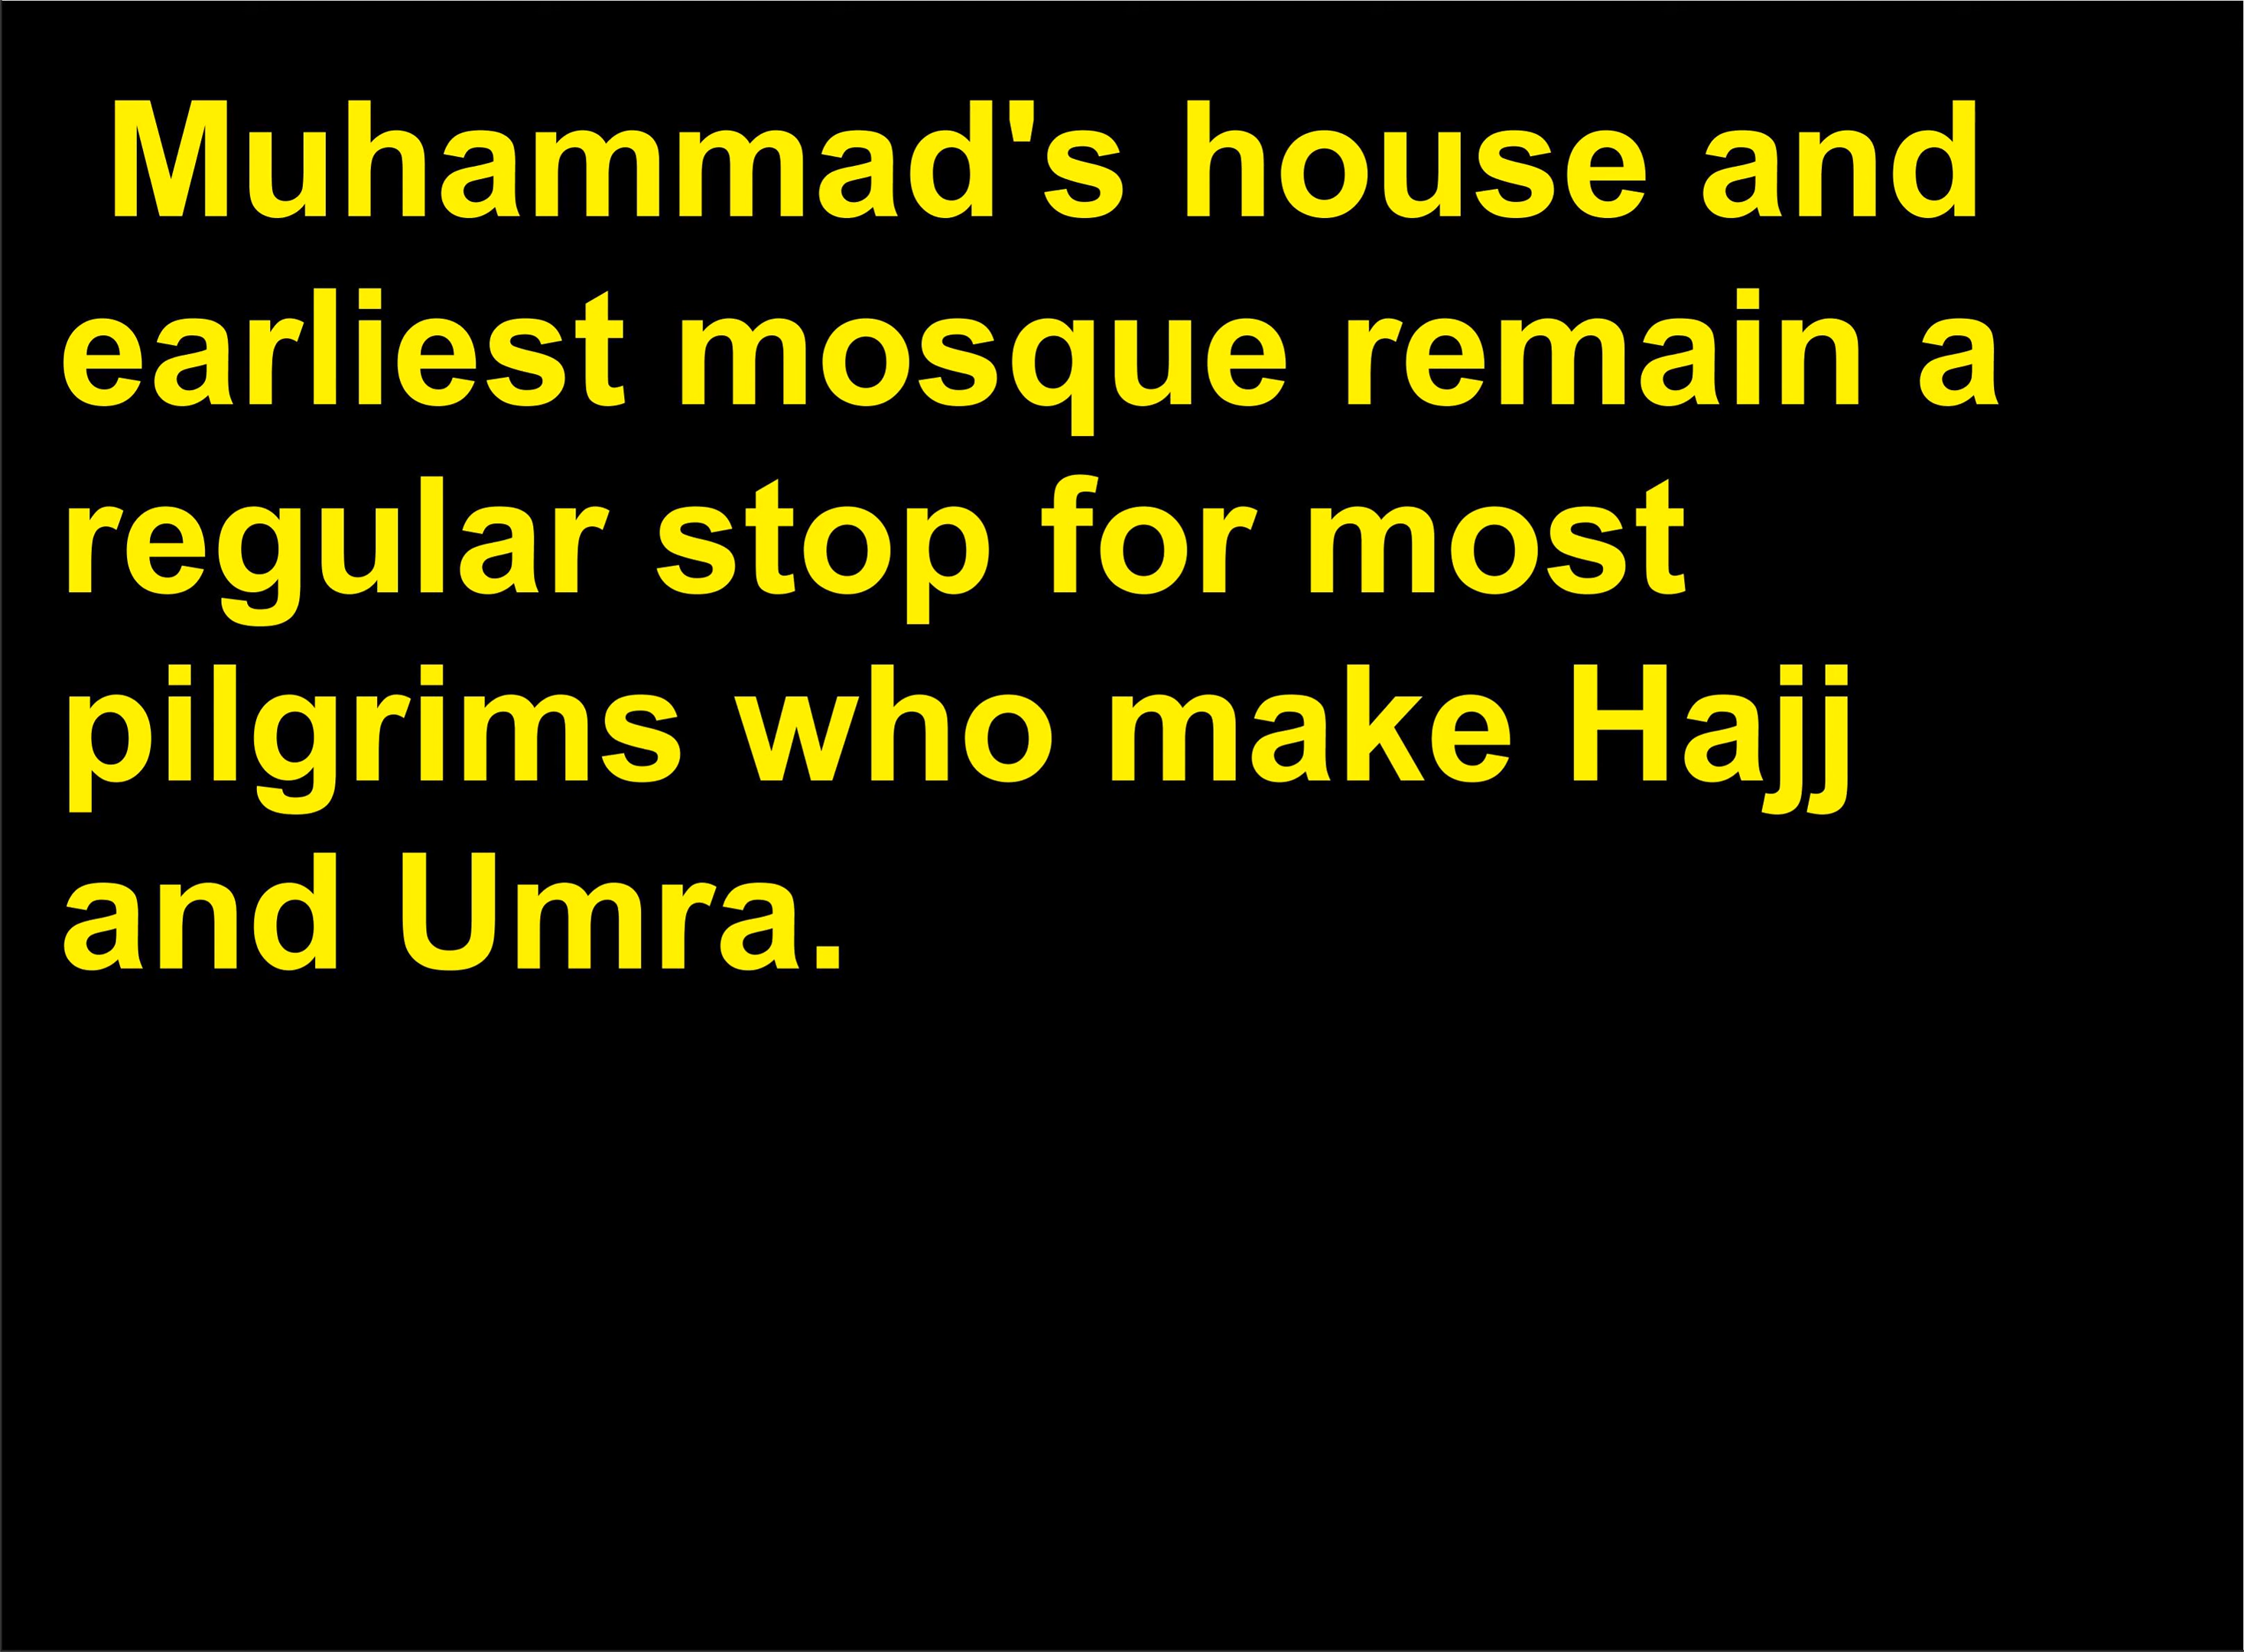 Muhammad's house and
earliest mosque remain a
regular stop for most
pilgrims who make Hajj
and Umra.